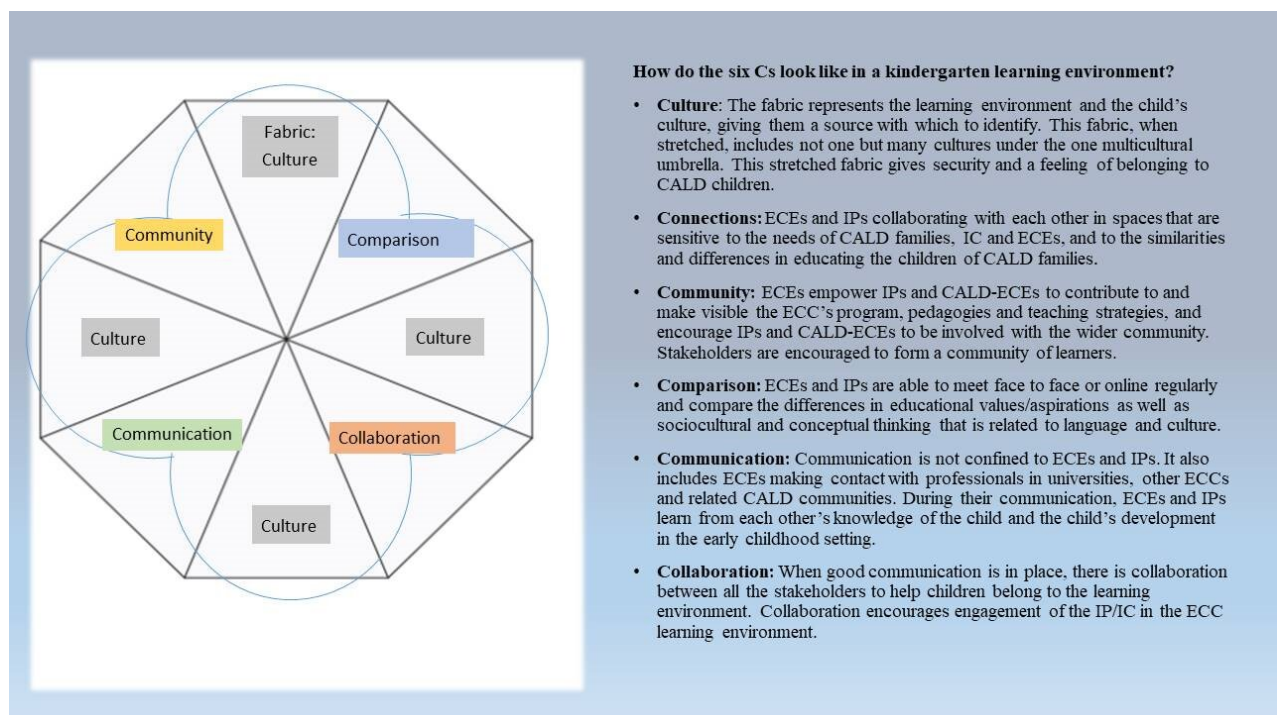 Fabric:
Culture
Community
Comparison
Culture
Culture
Communication
Collaboration
Culture
How do the six Cs look like in a kindergarten learning environment?
• Culture: The fabric represents the learning environment and the child's
culture, giving them a source with which to identify. This fabric, when
stretched, includes not one but many cultures under the one multicultural
umbrella. This stretched fabric gives security and a feeling of belonging to
CALD children.
• Connections: ECEs and IPs collaborating with each other in spaces that are
sensitive to the needs of CALD families, IC and ECEs, and to the similarities
and differences in educating the children of CALD families.
• Community: ECEs empower IPs and CALD-ECEs to contribute to and
make visible the ECC's program, pedagogies and teaching strategies, and
encourage IPs and CALD-ECEs to be involved with the wider community.
Stakeholders are encouraged to form a community of learners.
• Comparison: ECEs and IPs are able to meet face to face or online regularly
and compare the differences in educational values/aspirations as well as
sociocultural and conceptual thinking that is related to language and culture.
• Communication: Communication is not confined to ECEs and IPs. It also
includes ECEs making contact with professionals in universities, other ECCs
and related CALD communities. During their communication, ECEs and IPs
learn from each other's knowledge of the child and the child's development
in the early childhood setting.
• Collaboration: When good communication is in place, there is collaboration
between all the stakeholders to help children belong to the learning
environment. Collaboration encourages engagement of the IP/IC in the ECC
learning environment.